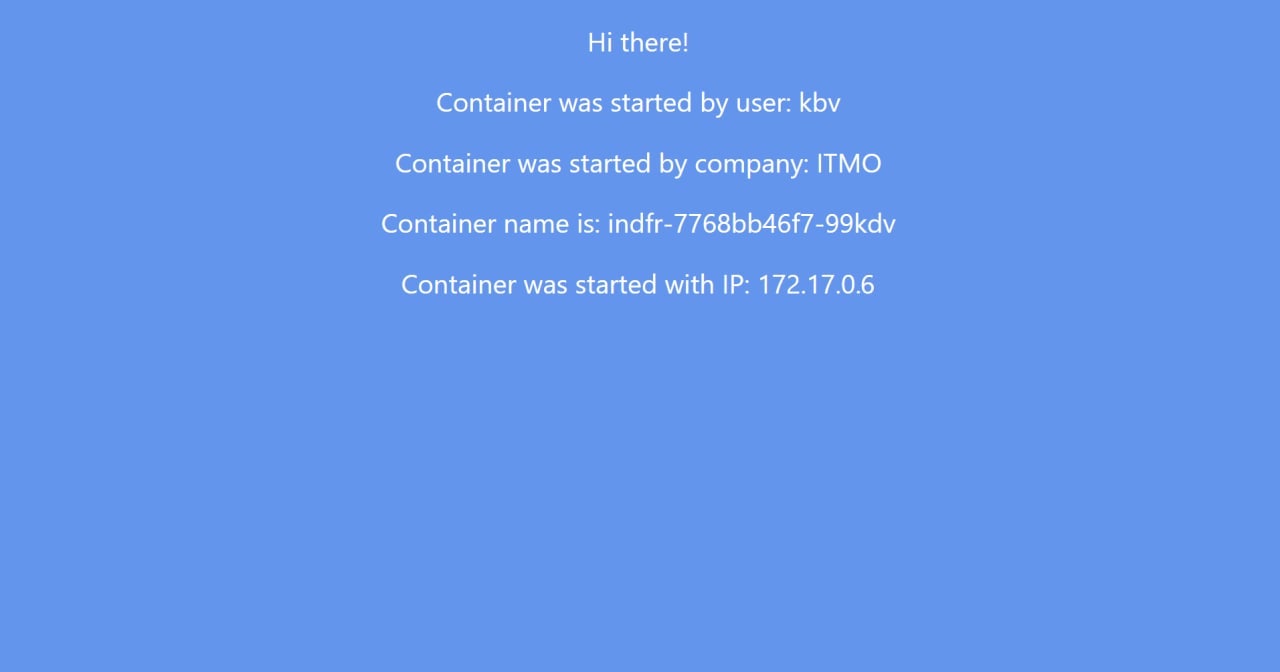 Hi there!
Container was started by user: kbv
Container was started by company: ITMO
Container name is: indfr-7768bb46f7-99kdv
Container was started with IP: 172.17.0.6